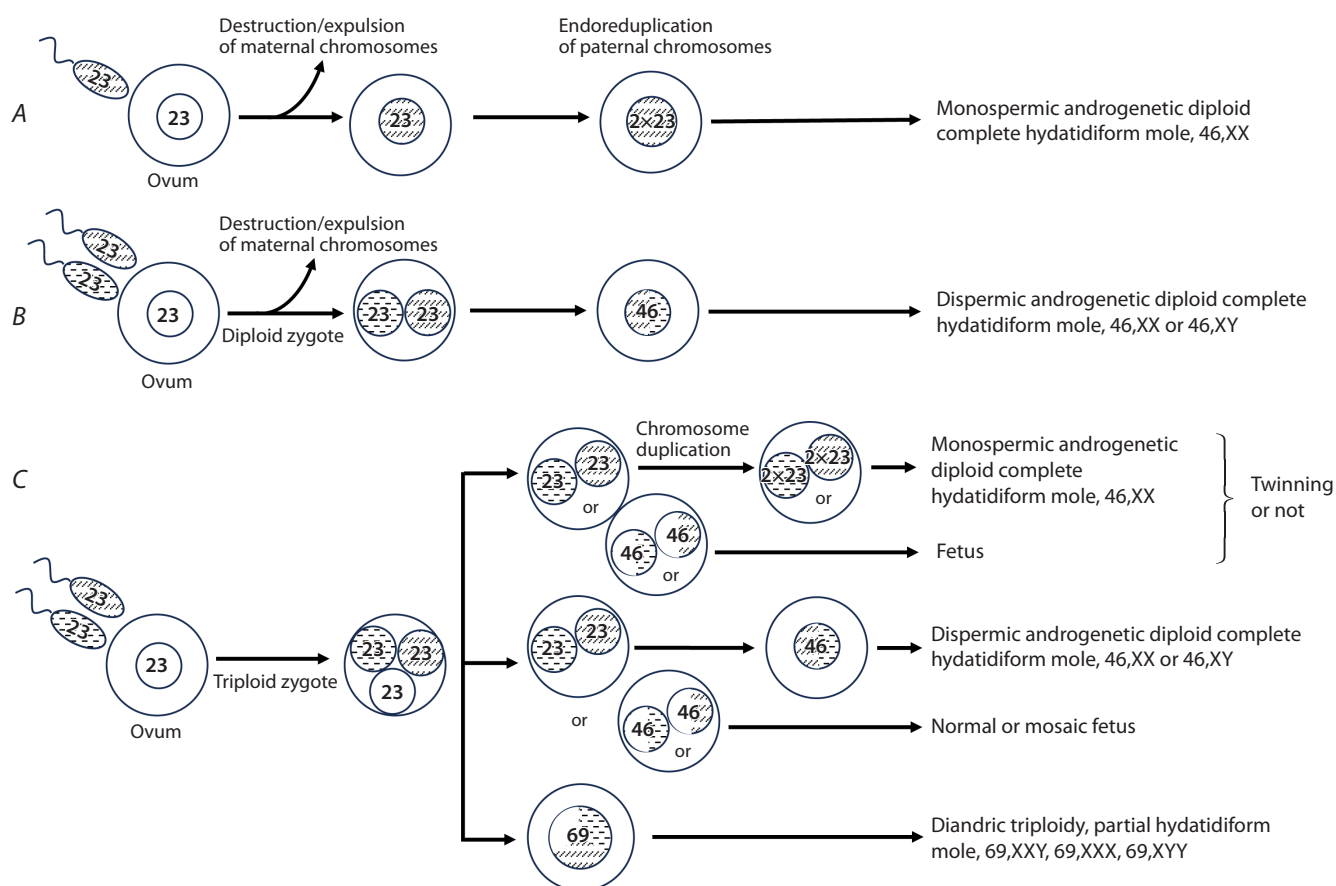 Destruction/expulsion
of maternal chromosomes
Endoreduplication
of paternal chromosomes
A
23
23
23
2×23
Monospermic androgenetic diploid
complete hydatidiform mole, 46,XX
Ovum
Destruction/expulsion
of maternal chromosomes
B
23
23
23
Diploid zygote
23
23
46
Dispermic androgenetic diploid complete
hydatidiform mole, 46,XX or 46,XY
Ovum
C
23
23
or
Chromosome
duplication
2×23
2×23
or
Monospermic androgenetic
diploid complete
hydatidiform mole, 46,XX
Twinning
or not
46
46
or
Fetus
23
23
23
Ovum
Triploid zygote
23
23
23
23
23
46
Dispermic androgenetic diploid complete
hydatidiform mole, 46,XX or 46,XY
or
46
46
or
Normal or mosaic fetus
69
Diandric triploidy, partial hydatidiform
mole, 69,XXY, 69,XXX, 69,XYY